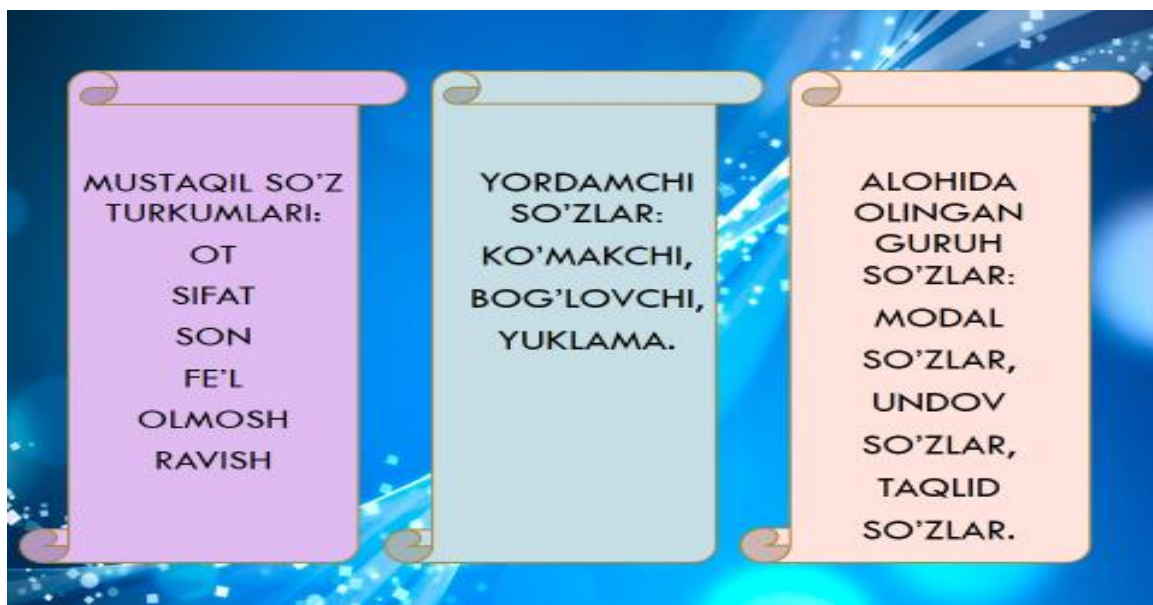 MUSTAQIL SO’Z
TURKUMLARI:
OT
SIFAT
SON
FE’L
OLMOSH
RAVISH
YORDAMCHI
SO’ZLAR:
KO’MAKCHI,
BOG’LOVCHI,
YUKLAMA.
ALOHIDA
OLINGAN
GURUH
SO’ZLAR:
MODAL
SO’ZLAR,
UNDOV
SO’ZLAR,
TAQLID
SO’ZLAR.